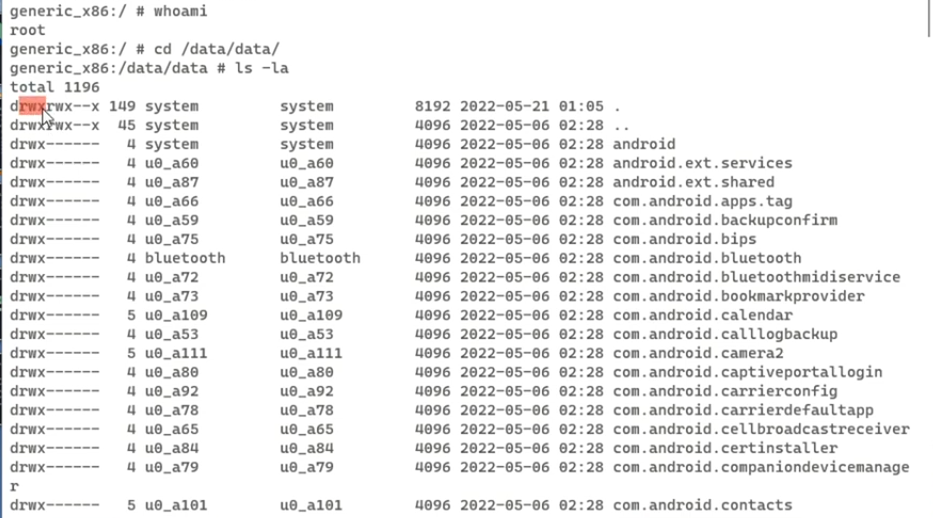 generic_x86:/ # whoami
root
generic_x86:/ # cd /data/data/
generic_x86:/data/data # ls -la
total 1196
drwxrwx--x 149 system system 8192 2022-05-21 01:05 .
drwxrwx--x 45 system system 4096 2022-05-06 02:28 ..
drwx------ 4 system system 4096 2022-05-06 02:28 android
drwx------ 4 u0_a60 u0_a60 4096 2022-05-06 02:28 android.ext.services
drwx------ 4 u0_a87 u0_a87 4096 2022-05-06 02:28 android.ext.shared
drwx------ 4 u0_a66 u0_a66 4096 2022-05-06 02:28 com.android.apps.tag
drwx------ 4 u0_a59 u0_a59 4096 2022-05-06 02:28 com.android.backupconfirm
drwx------ 4 u0_a75 u0_a75 4096 2022-05-06 02:28 com.android.bips
drwx------ 4 bluetooth bluetooth 4096 2022-05-06 02:28 com.android.bluetooth
drwx------ 4 u0_a72 u0_a72 4096 2022-05-06 02:28 com.android.bluetoothmidiservice
drwx------ 4 u0_a73 u0_a73 4096 2022-05-06 02:28 com.android.bookmarkprovider
drwx------ 5 u0_a109 u0_a109 4096 2022-05-06 02:28 com.android.calendar
drwx------ 4 u0_a53 u0_a53 4096 2022-05-06 02:28 com.android.calllogbackup
drwx------ 5 u0_a111 u0_a111 4096 2022-05-06 02:28 com.android.camera2
drwx------ 4 u0_a80 u0_a80 4096 2022-05-06 02:28 com.android.captiveportallogin
drwx------ 4 u0_a92 u0_a92 4096 2022-05-06 02:28 com.android.carrierconfig
drwx------ 4 u0_a78 u0_a78 4096 2022-05-06 02:28 com.android.carrierdefaultapp
drwx------ 4 u0_a65 u0_a65 4096 2022-05-06 02:28 com.android.cellbroadcastreceiver
drwx------ 4 u0_a84 u0_a84 4096 2022-05-06 02:28 com.android.certinstaller
drwx------ 4 u0_a79 u0_a79 4096 2022-05-06 02:28 com.android.companiondevicemanage
r
drwx------ 5 u0_a101 u0_a101 4096 2022-05-06 02:28 com.android.contacts